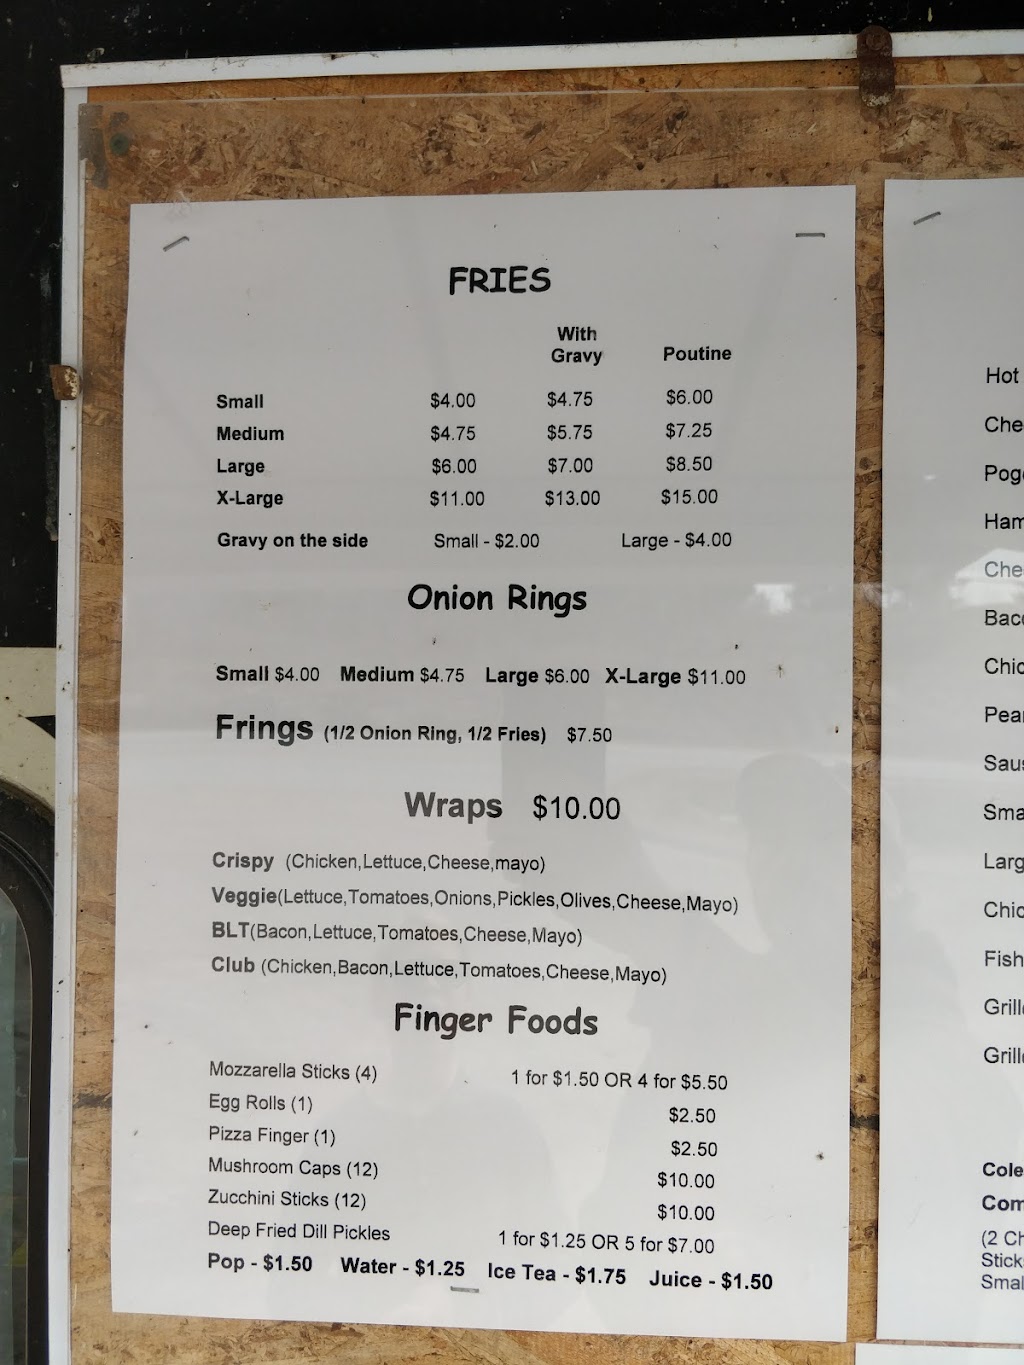 FRIES
With
Gravy Poutine
Small $4.00 $4.75 $6.00
Medium $4.75 $5.75 $7.25
Large $6.00 $7.00 $8.50
X-Large $11.00 $13.00 $15.00
Gravy on the side Small - $2.00 Large - $4.00
Onion Rings
Small $4.00 Medium $4.75 Large $6.00 X-Large $11.00
Frings (1/2 Onion Ring, 1/2 Fries) $7.50
Wraps $10.00
Crispy (Chicken,Lettuce,Cheese,mayo)
Veggie(Lettuce,Tomatoes,Onions,Pickles,Olives,Cheese,Mayo)
BLT(Bacon,Lettuce,Tomatoes,Cheese,Mayo)
Club (Chicken,Bacon,Lettuce,Tomatoes,Cheese,Mayo)
Finger Foods
Mozzarella Sticks (4) 1 for $1.50 OR 4 for $5.50
Egg Rolls (1) $2.50
Pizza Finger (1) $2.50
Mushroom Caps (12) $10.00
Zucchini Sticks (12) $10.00
Deep Fried Dill Pickles 1 for $1.25 OR 5 for $7.00
Pop - $1.50 Water - $1.25 Ice Tea - $1.75 Juice - $1.50
Hot
Fish
(2